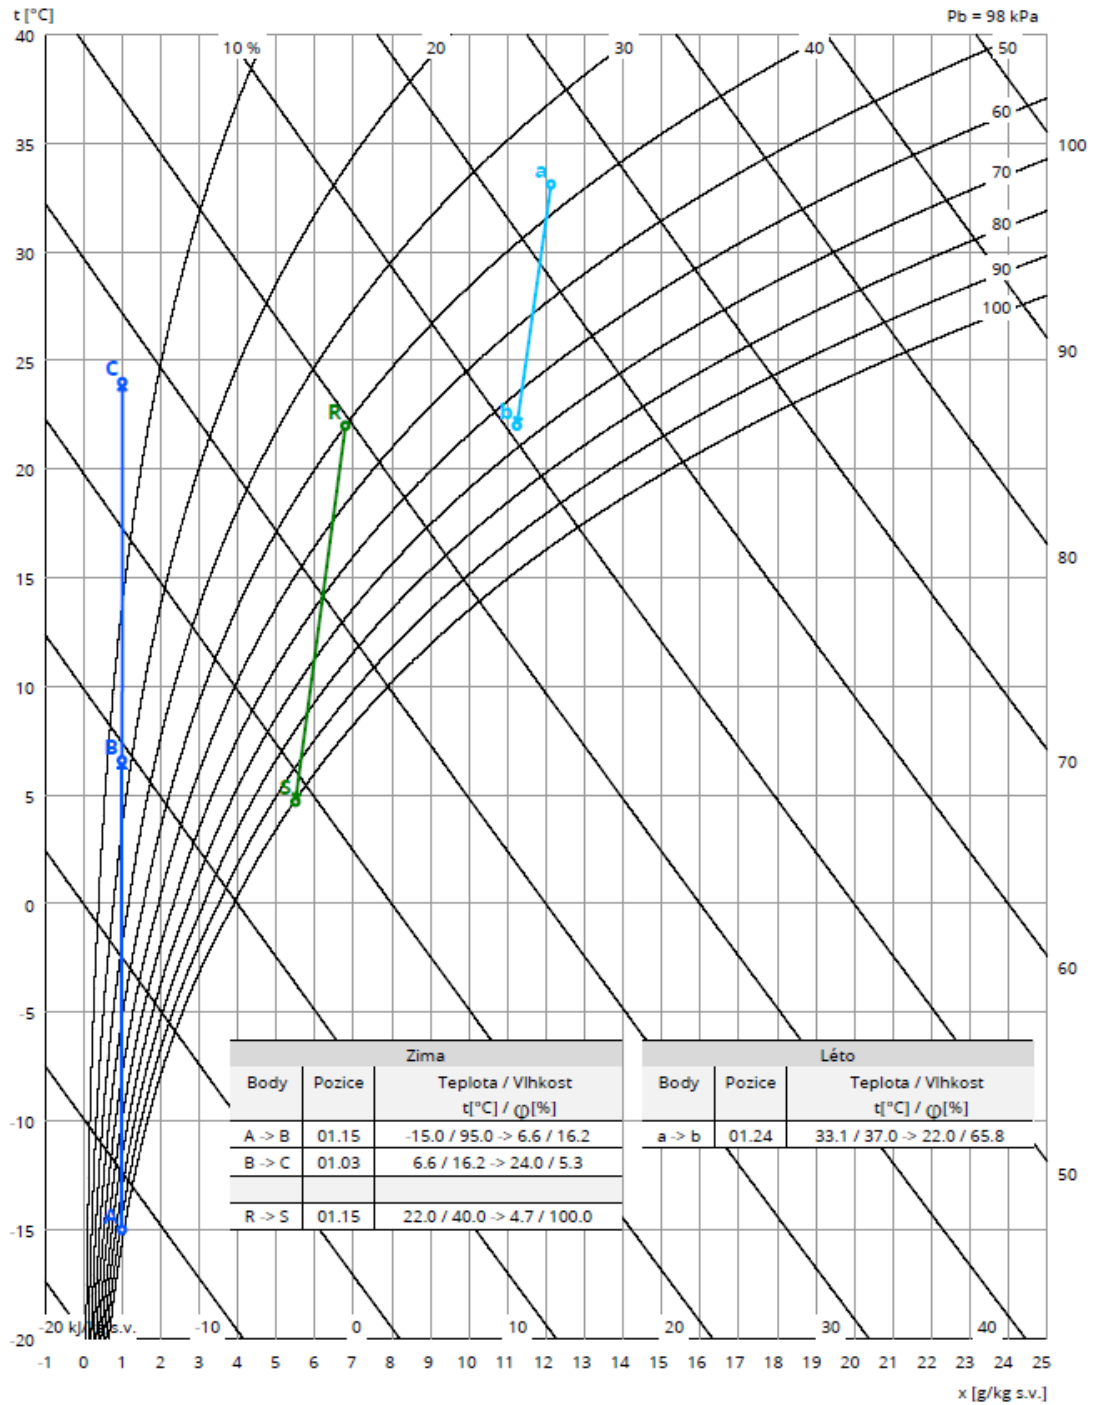 t [°C]
Pb = 98 kPa
40
10 %
20
30
40
50
60
35
100
70
80
a
30
90
100
25
90
C
R
b
20
80
15
10
70
B
S
5
0
60
-5
Zima
Léto
Body Pozice Teplota / Vlhkost
t[°C] / φ[%]
Body Pozice Teplota / Vlhkost
t[°C] / φ[%]
-10
A -> B 01.15 -15.0 / 95.0 -> 6.6 / 16.2
a -> b 01.24 33.1 / 37.0 -> 22.0 / 65.8
B -> C 01.03 6.6 / 16.2 -> 24.0 / 5.3
50
R -> S 01.15 22.0 / 40.0 -> 4.7 / 100.0
A
-15
-20 s.v. -10 0 10 20 30 40
-20
-1 0 1 2 3 4 5 6 7 8 9 10 11 12 13 14 15 16 17 18 19 20 21 22 23 24 25
x [g/kg s.v.]